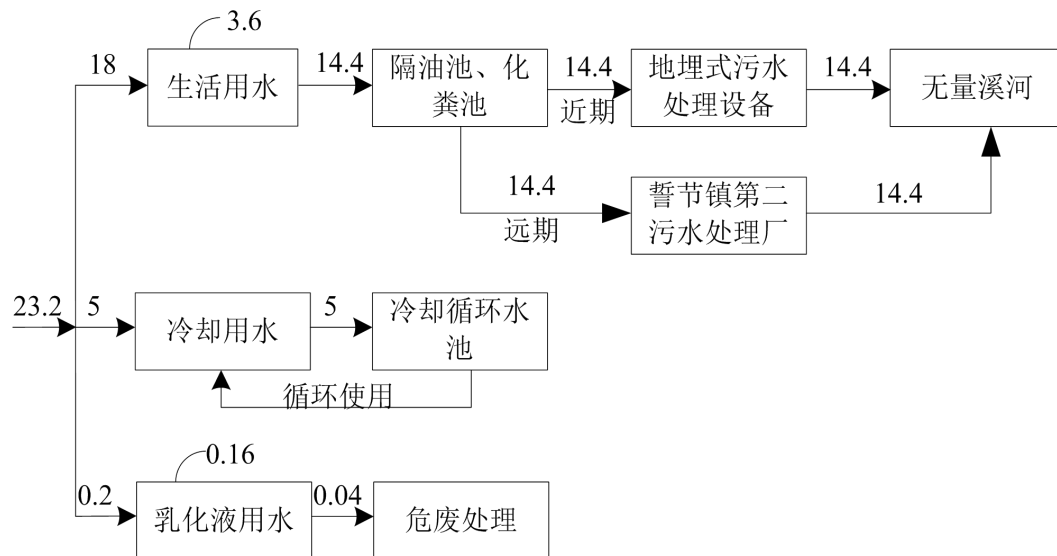 3.6
18
生活用水
14.4
隔油池、化
粪池
14.4
近期
地埋式污水
处理设备
14.4
无量溪河
14.4
远期
誓节镇第二
污水处理厂
14.4
23.2
5
冷却用水
5
冷却循环水
池
循环使用
0.16
0.2
乳化液用水
0.04
危废处理